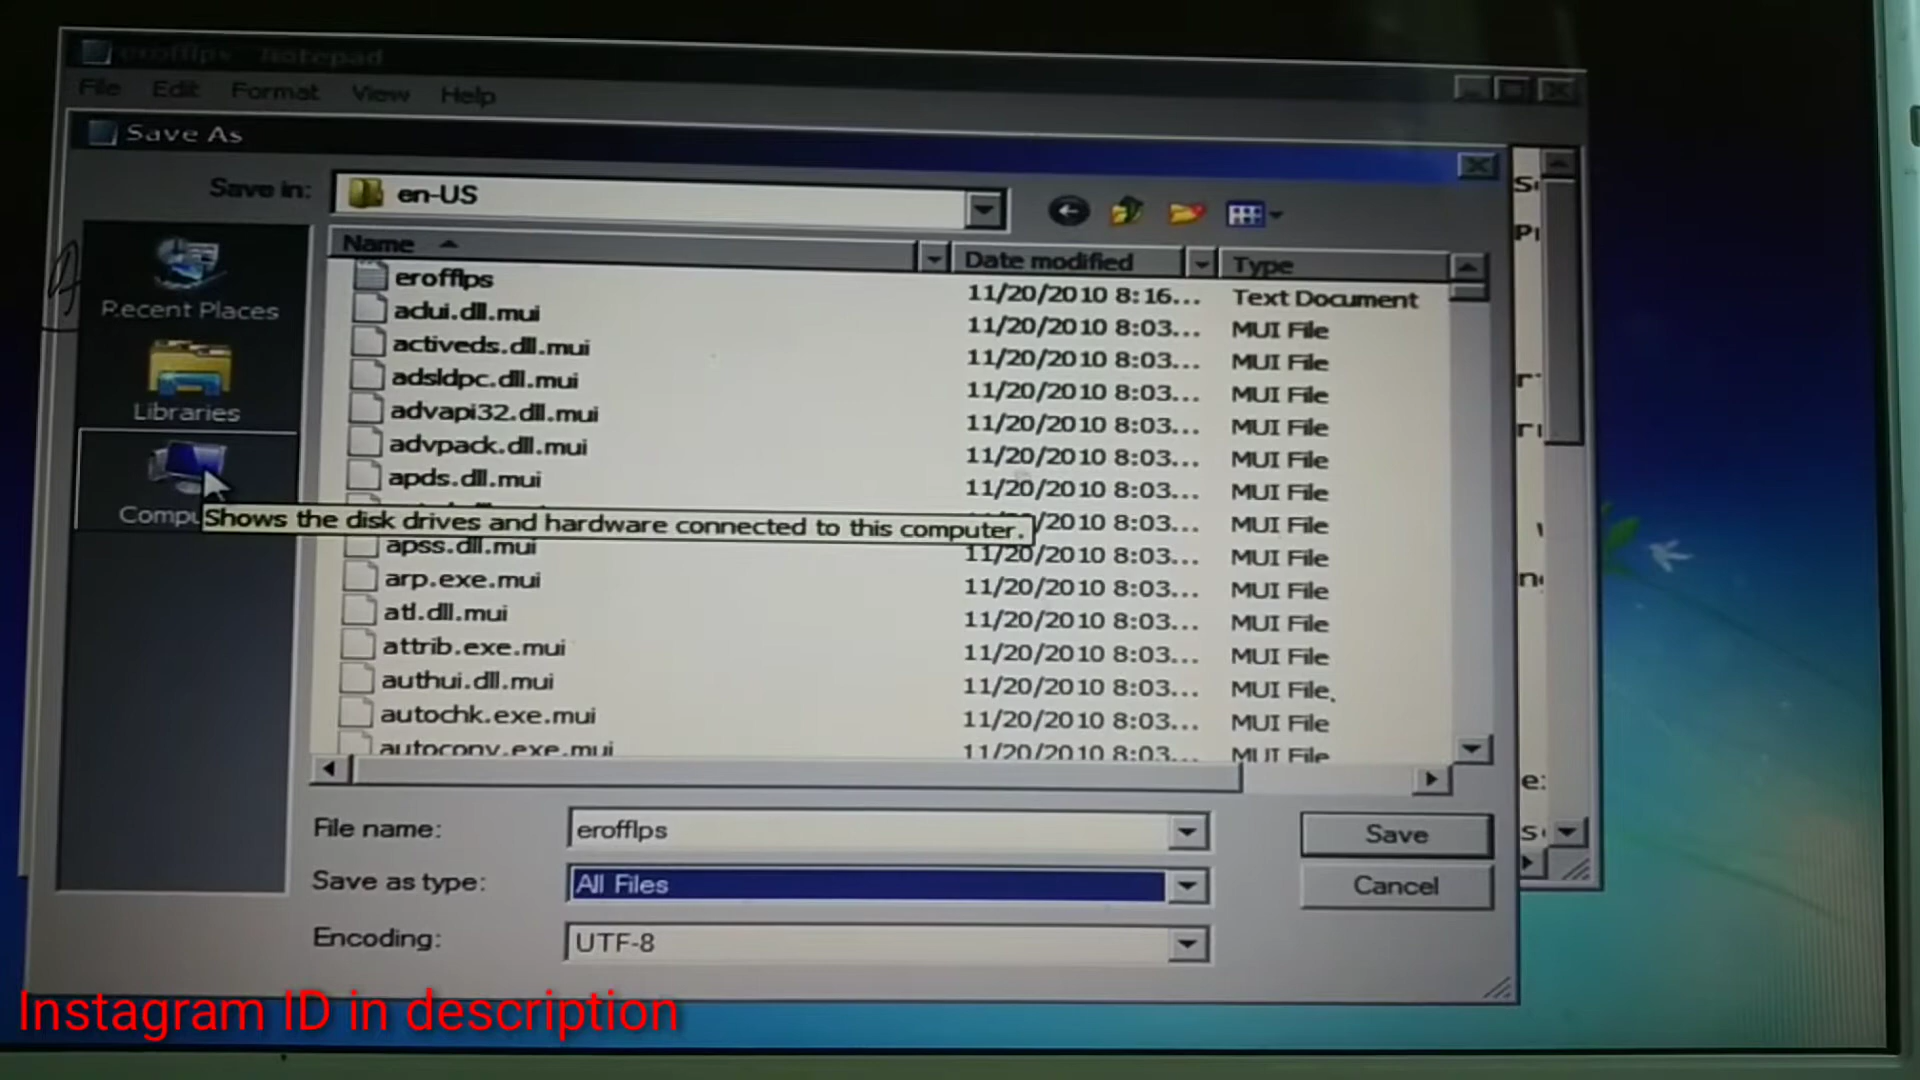 erofflps - notepad
File Edit Format View Help
Save As
Save in: en-US
Name Date modified Type
erofflps 11/20/2010 8:16... Text Document
adui.dll.mui 11/20/2010 8:03... MUI File
activeds.dll.mui 11/20/2010 8:03... MUI File
adsldpc.dll.mui 11/20/2010 8:03... MUI File
advapi32.dll.mui 11/20/2010 8:03... MUI File
advpack.dll.mui 11/20/2010 8:03... MUI File
apds.dll.mui 11/20/2010 8:03... MUI File
/2010 8:03... MUI File
apss.dll.mui 11/20/2010 8:03... MUI File
arp.exe.mui 11/20/2010 8:03... MUI File
atl.dll.mui 11/20/2010 8:03... MUI File
attrib.exe.mui 11/20/2010 8:03... MUI File
authui.dll.mui 11/20/2010 8:03... MUI File
autochk.exe.mui 11/20/2010 8:03... MUI File
autoconv.exe.mui 11/20/2010 8:03... MUI File
Recent Places
Libraries
Compu
Shows the disk drives and hardware connected to this computer.
File name: erofflps
Save
Save as type: All Files
Cancel
Encoding: UTF-8
Instagram ID in description